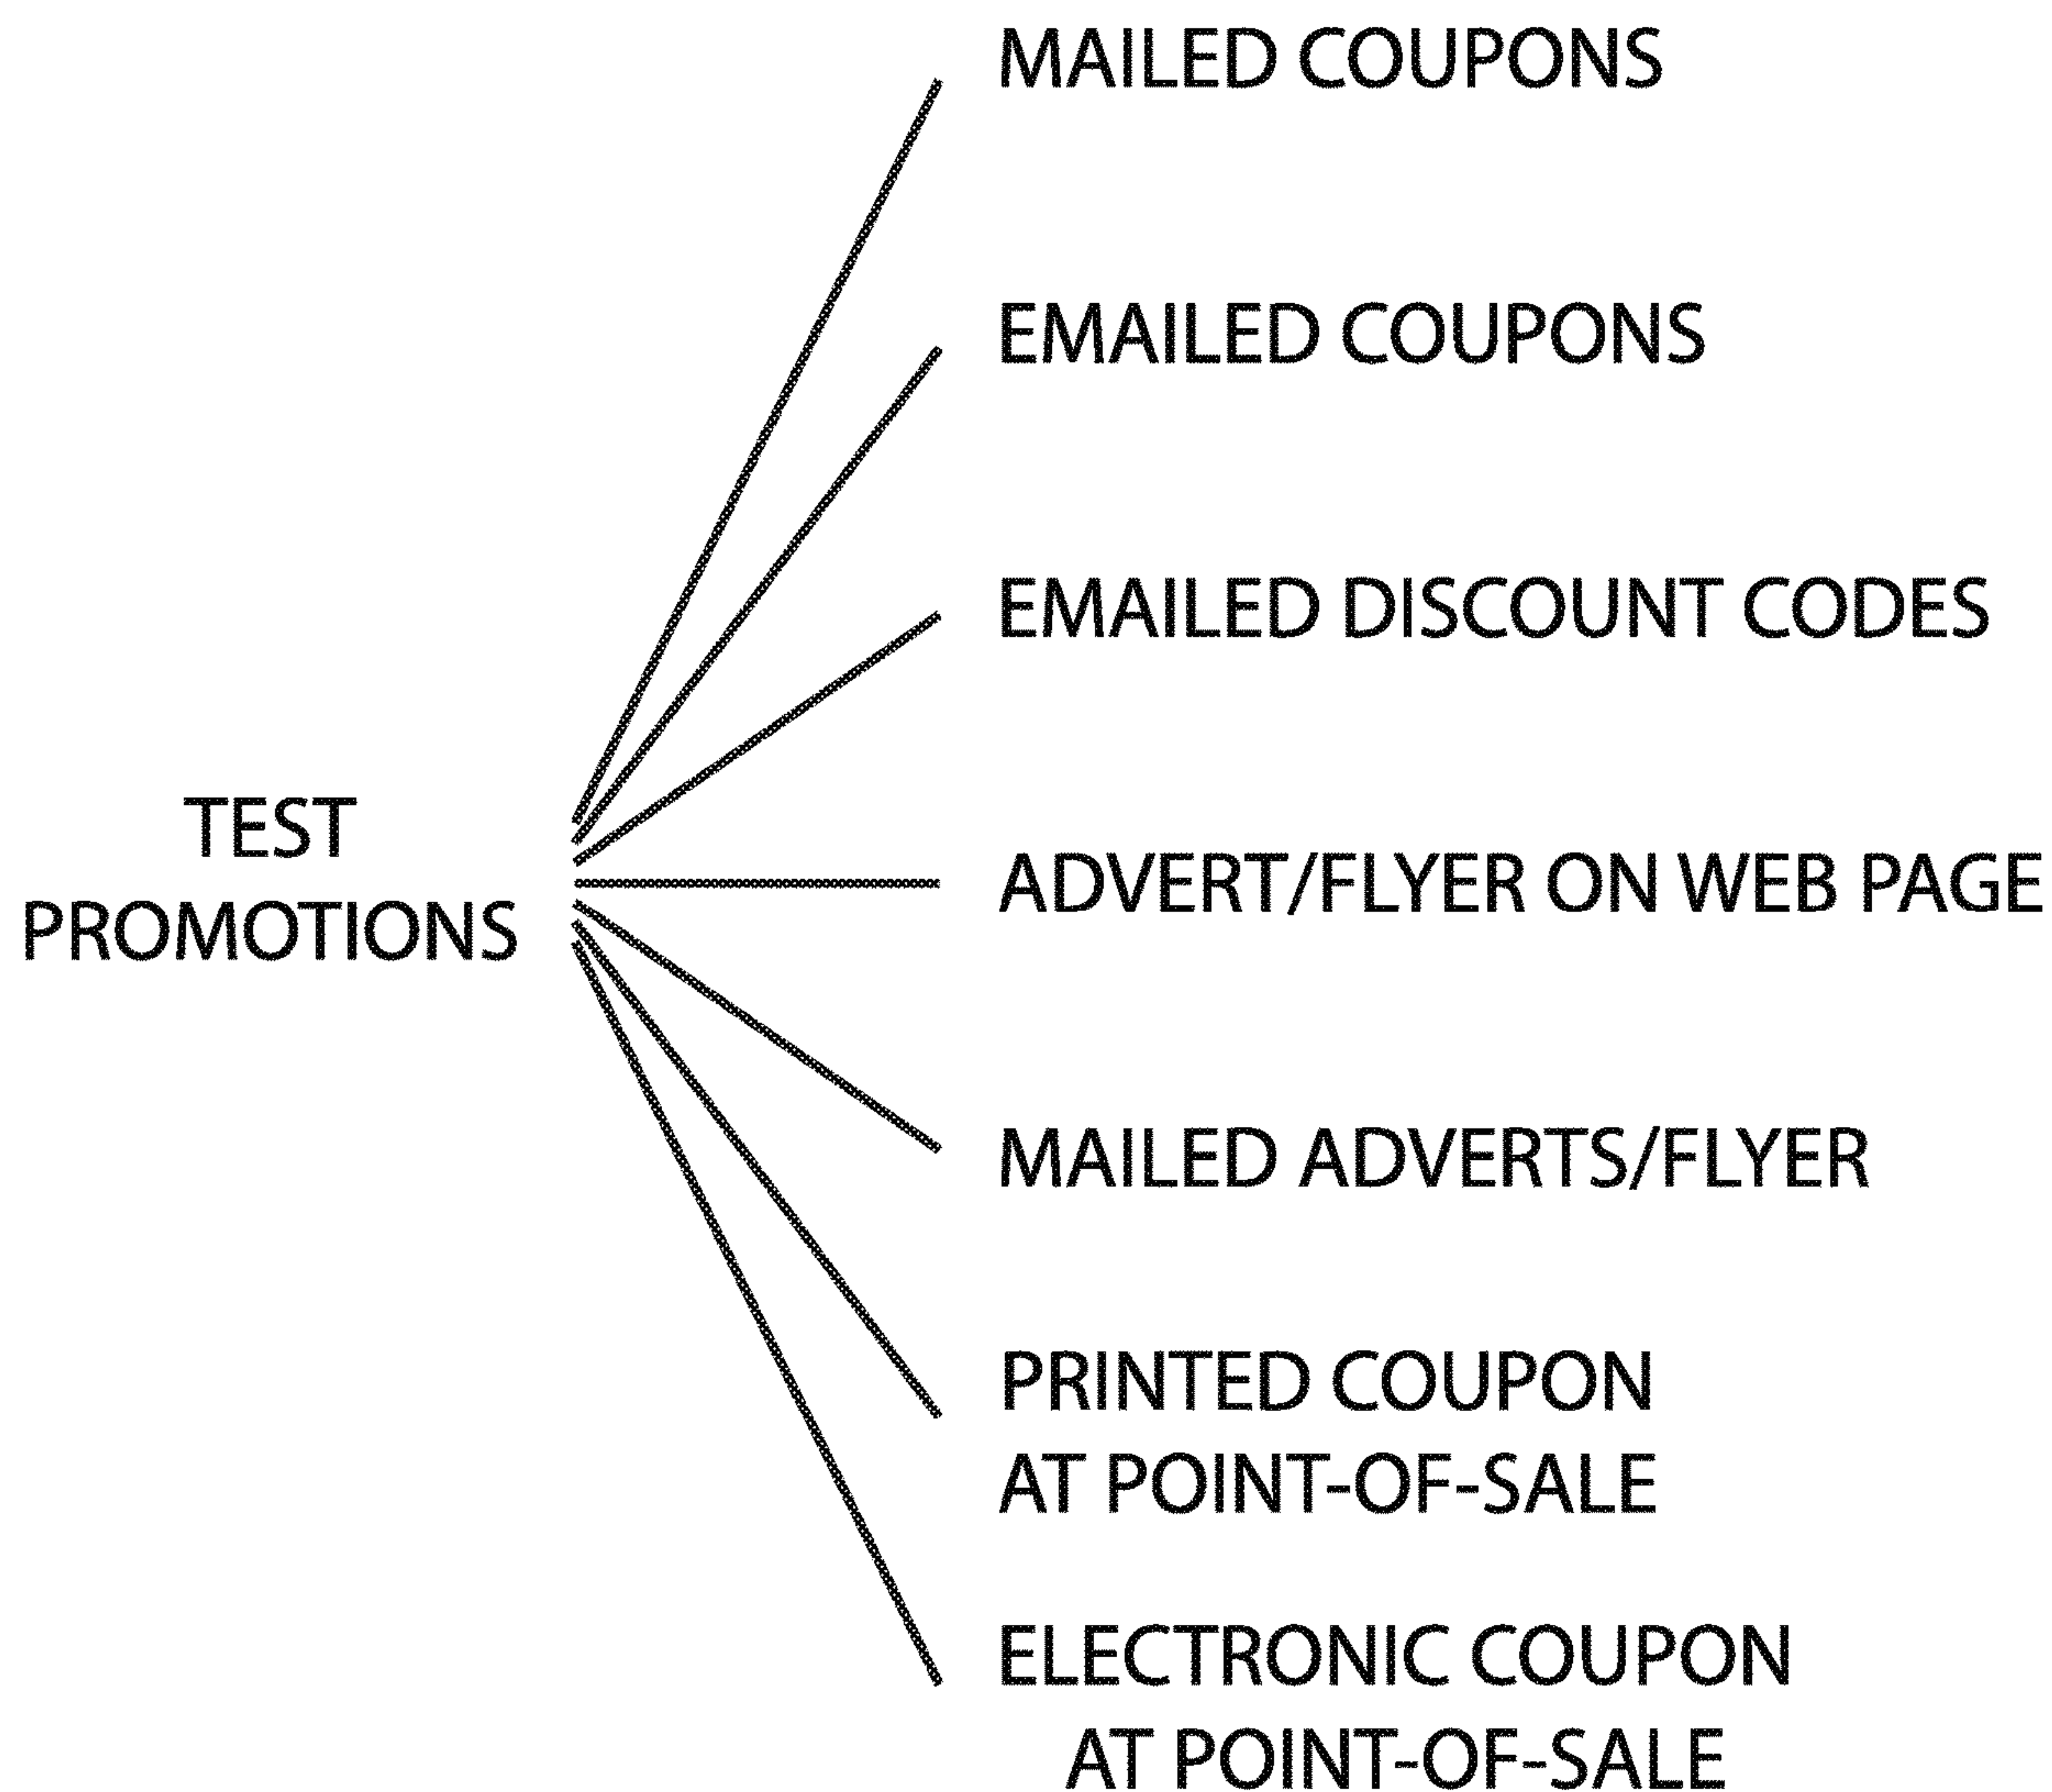 TEST
PROMOTIONS
MAILED COUPONS
EMAILED COUPONS
EMAILED DISCOUNT CODES
ADVERT/FLYER ON WEB PAGE
MAILED ADVERTS/FLYER
PRINTED COUPON
AT POINT-OF-SALE
ELECTRONIC COUPON
AT POINT-OF-SALE